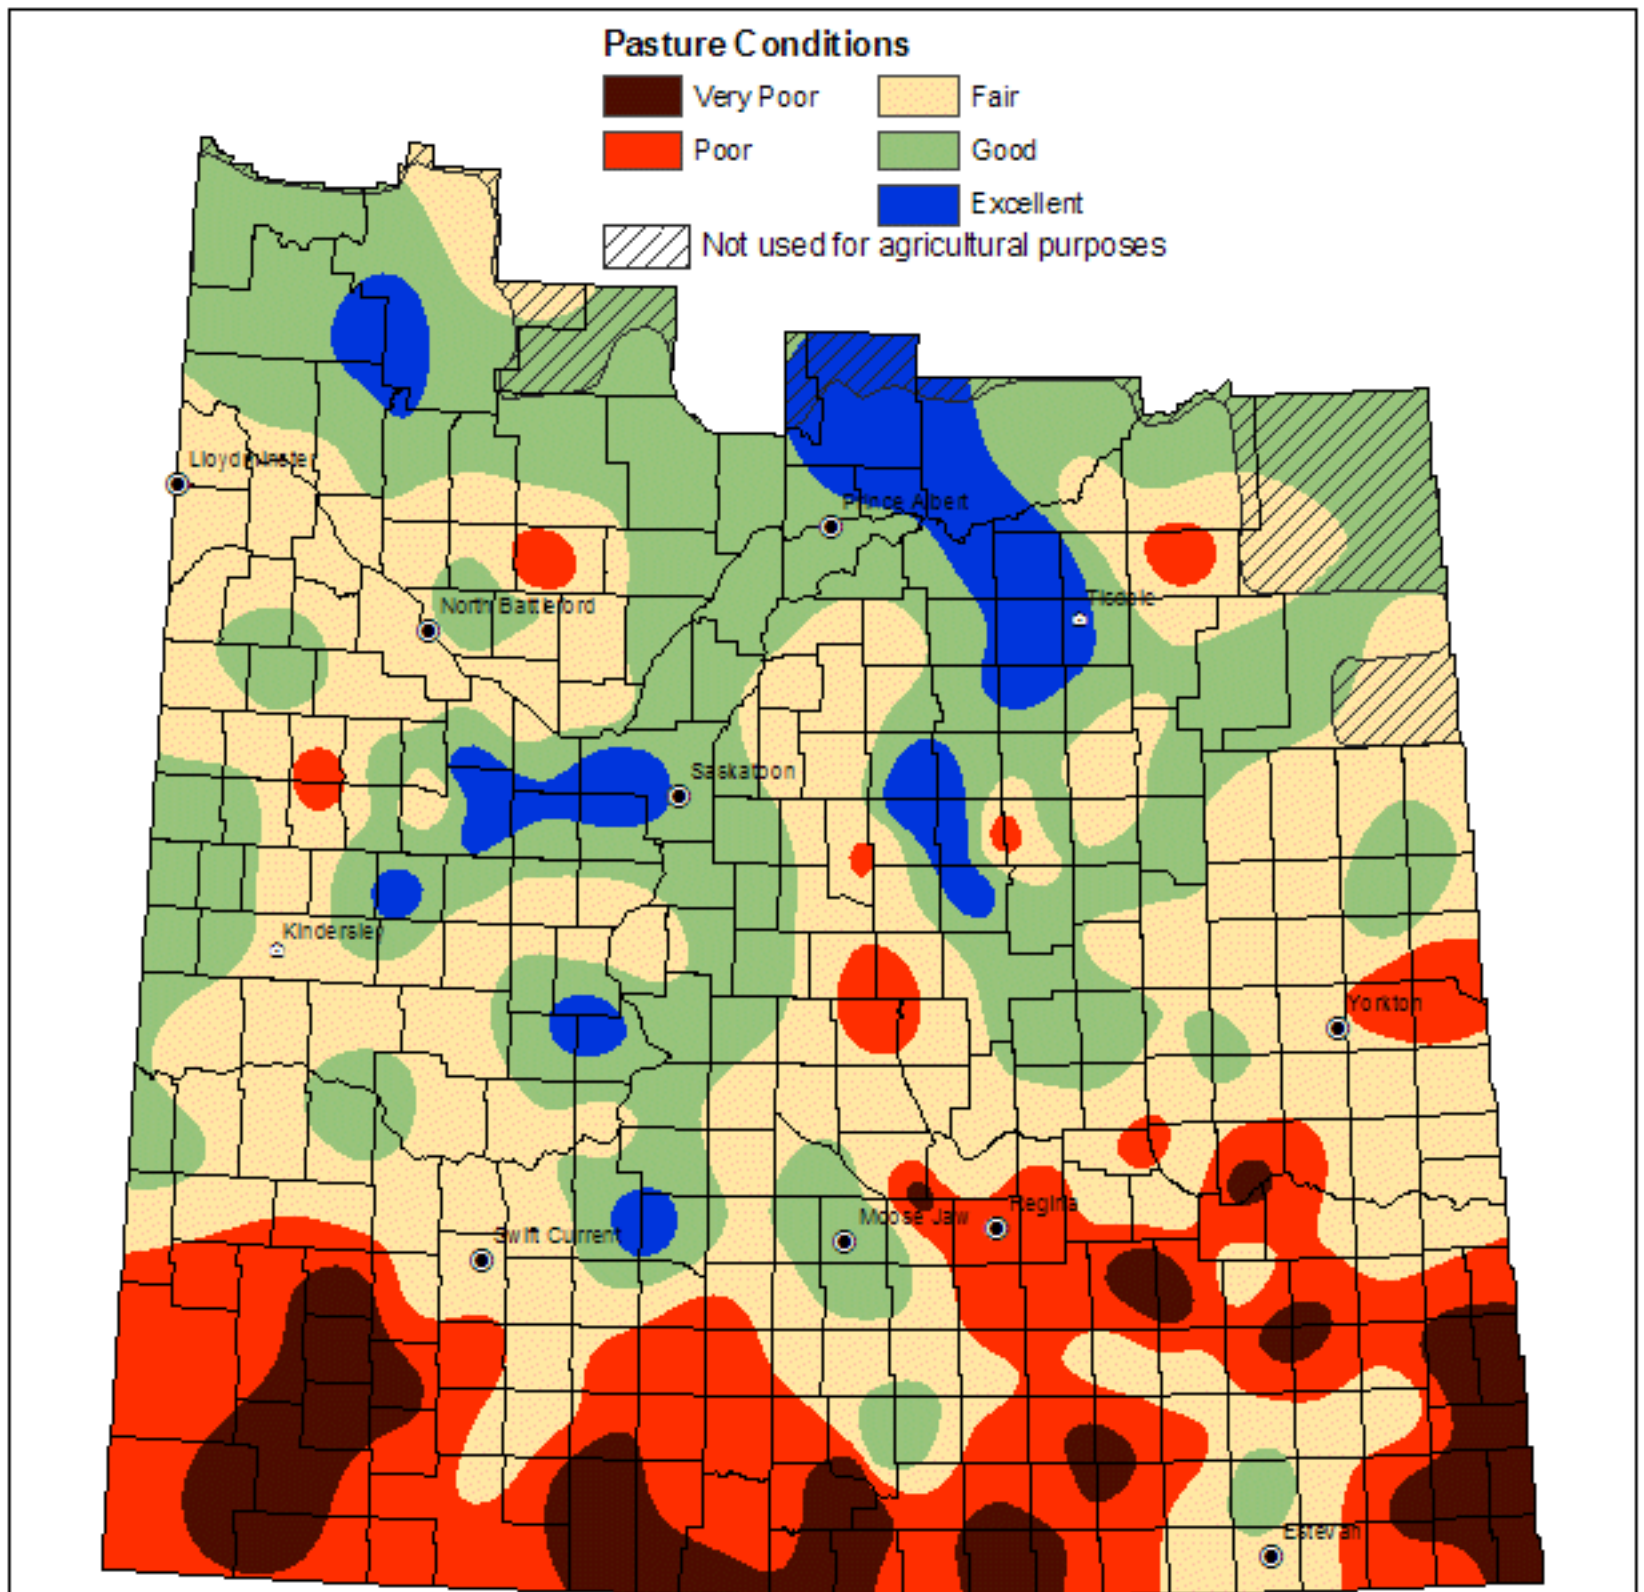 Pasture Conditions
Very Poor
Fair
Poor
Good
Excellent
Not used for agricultural purposes
Lloydminster
Prince Albert
Tisdale
North Battleford
Saskatoon
Kindersley
Yorkton
Regina
Moose Jaw
Swift Current
Estevan